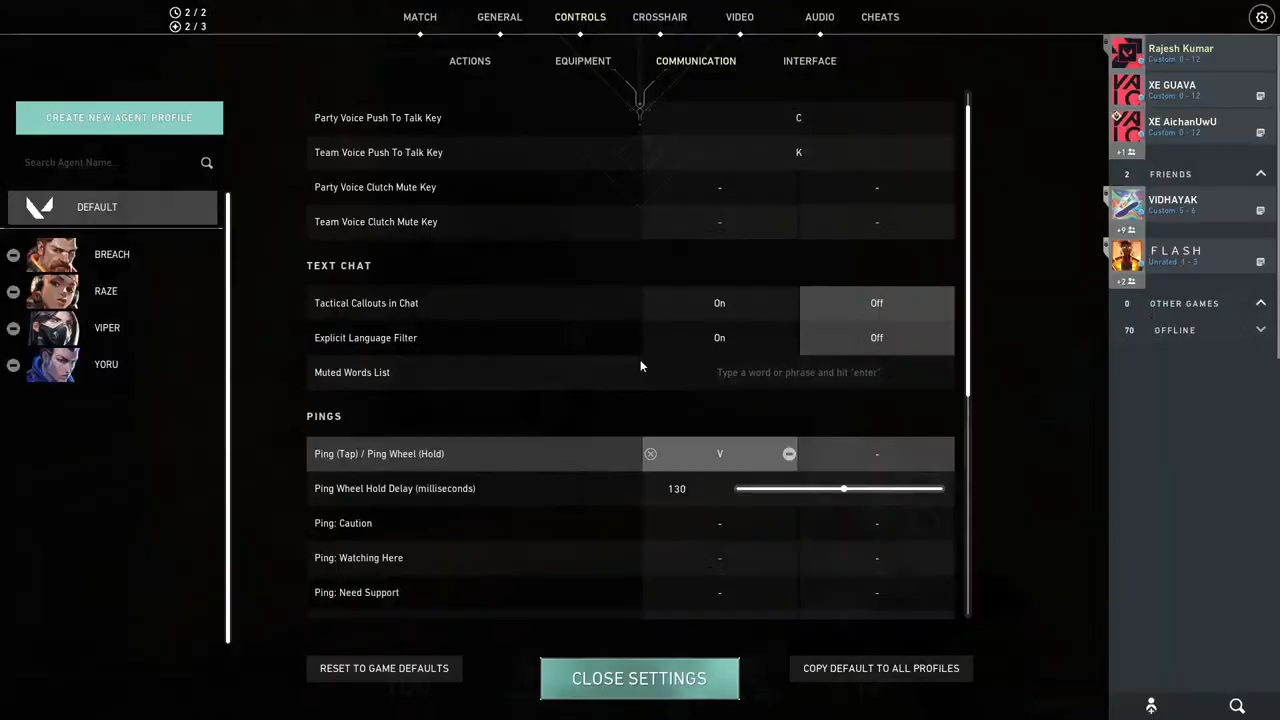 2 / 2
2 / 3
MATCH GENERAL CONTROLS CROSSHAIR VIDEO AUDIO CHEATS
ACTIONS EQUIPMENT COMMUNICATION INTERFACE
CREATE NEW AGENT PROFILE
Search Agent Name...
DEFAULT
BREACH
RAZE
VIPER
YORU
Party Voice Push To Talk Key C
Team Voice Push To Talk Key K
Party Voice Clutch Mute Key - -
Team Voice Clutch Mute Key - -
TEXT CHAT
Tactical Callouts in Chat On Off
Explicit Language Filter On Off
Muted Words List Type a word or phrase and hit "enter"
PINGS
Ping (Tap) / Ping Wheel (Hold) V -
Ping Wheel Hold Delay (milliseconds) 130
Ping: Caution - -
Ping: Watching Here - -
Ping: Need Support - -
RESET TO GAME DEFAULTS CLOSE SETTINGS COPY DEFAULT TO ALL PROFILES
Rajesh Kumar
Custom 0 - 12
XE GUAVA
Custom 0 - 12
XE AichanUwU
Custom 0 - 12
+1
2 FRIENDS
VIDHAYAK
Custom 5 - 6
+9
F L A S H
Unrated 1 - 3
+2
0 OTHER GAMES
70 OFFLINE